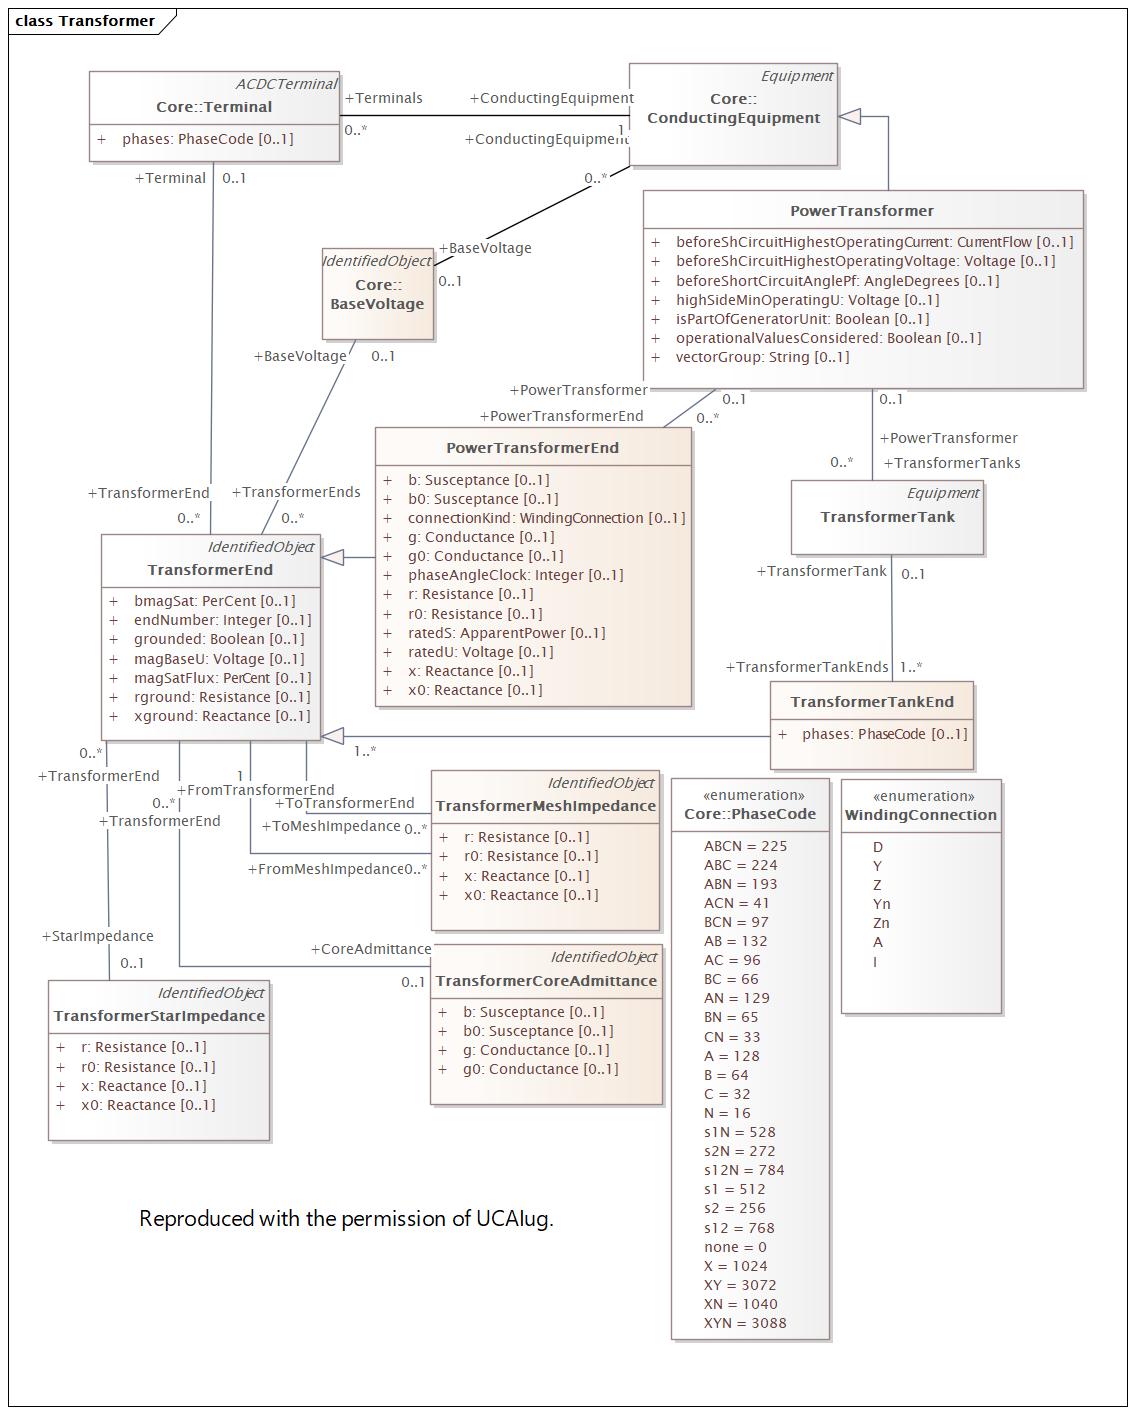 class Transformer
ACDCTerminal
Core::Terminal
+ phases: PhaseCode [0..1]
+Terminals
0..*
+ConductingEquipment
1
+ConductingEquipment
0..*
Equipment
Core::
ConductingEquipment
+Terminal
0..1
PowerTransformer
+ beforeShCircuitHighestOperatingCurrent: CurrentFlow [0..1]
+ beforeShCircuitHighestOperatingVoltage: Voltage [0..1]
+ beforeShortCircuitAnglePf: AngleDegrees [0..1]
+ highSideMinOperatingU: Voltage [0..1]
+ isPartOfGeneratorUnit: Boolean [0..1]
+ operationalValuesConsidered: Boolean [0..1]
+ vectorGroup: String [0..1]
+BaseVoltage
0..1
IdentifiedObject
Core::
BaseVoltage
+BaseVoltage
0..1
+PowerTransformer
0..1
+PowerTransformerEnd
0..*
0..1
+PowerTransformer
0..*
+TransformerTanks
PowerTransformerEnd
+ b: Susceptance [0..1]
+ b0: Susceptance [0..1]
+ connectionKind: WindingConnection [0..1]
+ g: Conductance [0..1]
+ g0: Conductance [0..1]
+ phaseAngleClock: Integer [0..1]
+ r: Resistance [0..1]
+ r0: Resistance [0..1]
+ ratedS: ApparentPower [0..1]
+ ratedU: Voltage [0..1]
+ x: Reactance [0..1]
+ x0: Reactance [0..1]
Equipment
TransformerTank
+TransformerTank
0..1
+TransformerTankEnds
1..*
+TransformerEnd
0..*
+TransformerEnds
0..*
IdentifiedObject
TransformerEnd
+ bmagSat: PerCent [0..1]
+ endNumber: Integer [0..1]
+ grounded: Boolean [0..1]
+ magBaseU: Voltage [0..1]
+ magSatFlux: PerCent [0..1]
+ rground: Resistance [0..1]
+ xground: Reactance [0..1]
TransformerTankEnd
+ phases: PhaseCode [0..1]
1..*
0..*
+TransformerEnd
0..*
+TransformerEnd
1
+FromTransformerEnd
+ToTransformerEnd
+ToMeshImpedance
0..*
+FromMeshImpedance
0..*
IdentifiedObject
TransformerMeshImpedance
+ r: Resistance [0..1]
+ r0: Resistance [0..1]
+ x: Reactance [0..1]
+ x0: Reactance [0..1]
+StarImpedance
0..1
+CoreAdmittance
0..1
IdentifiedObject
TransformerCoreAdmittance
+ b: Susceptance [0..1]
+ b0: Susceptance [0..1]
+ g: Conductance [0..1]
+ g0: Conductance [0..1]
IdentifiedObject
TransformerStarImpedance
+ r: Resistance [0..1]
+ r0: Resistance [0..1]
+ x: Reactance [0..1]
+ x0: Reactance [0..1]
«enumeration»
Core::PhaseCode
ABCN = 225
ABC = 224
ABN = 193
ACN = 41
BCN = 97
AB = 132
AC = 96
BC = 66
AN = 129
BN = 65
CN = 33
A = 128
B = 64
C = 32
N = 16
s1N = 528
s2N = 272
s12N = 784
s1 = 512
s2 = 256
s12 = 768
none = 0
X = 1024
XY = 3072
XN = 1040
XYN = 3088
«enumeration»
WindingConnection
D
Y
Z
Yn
Zn
A
I
Reproduced with the permission of UCAIug.